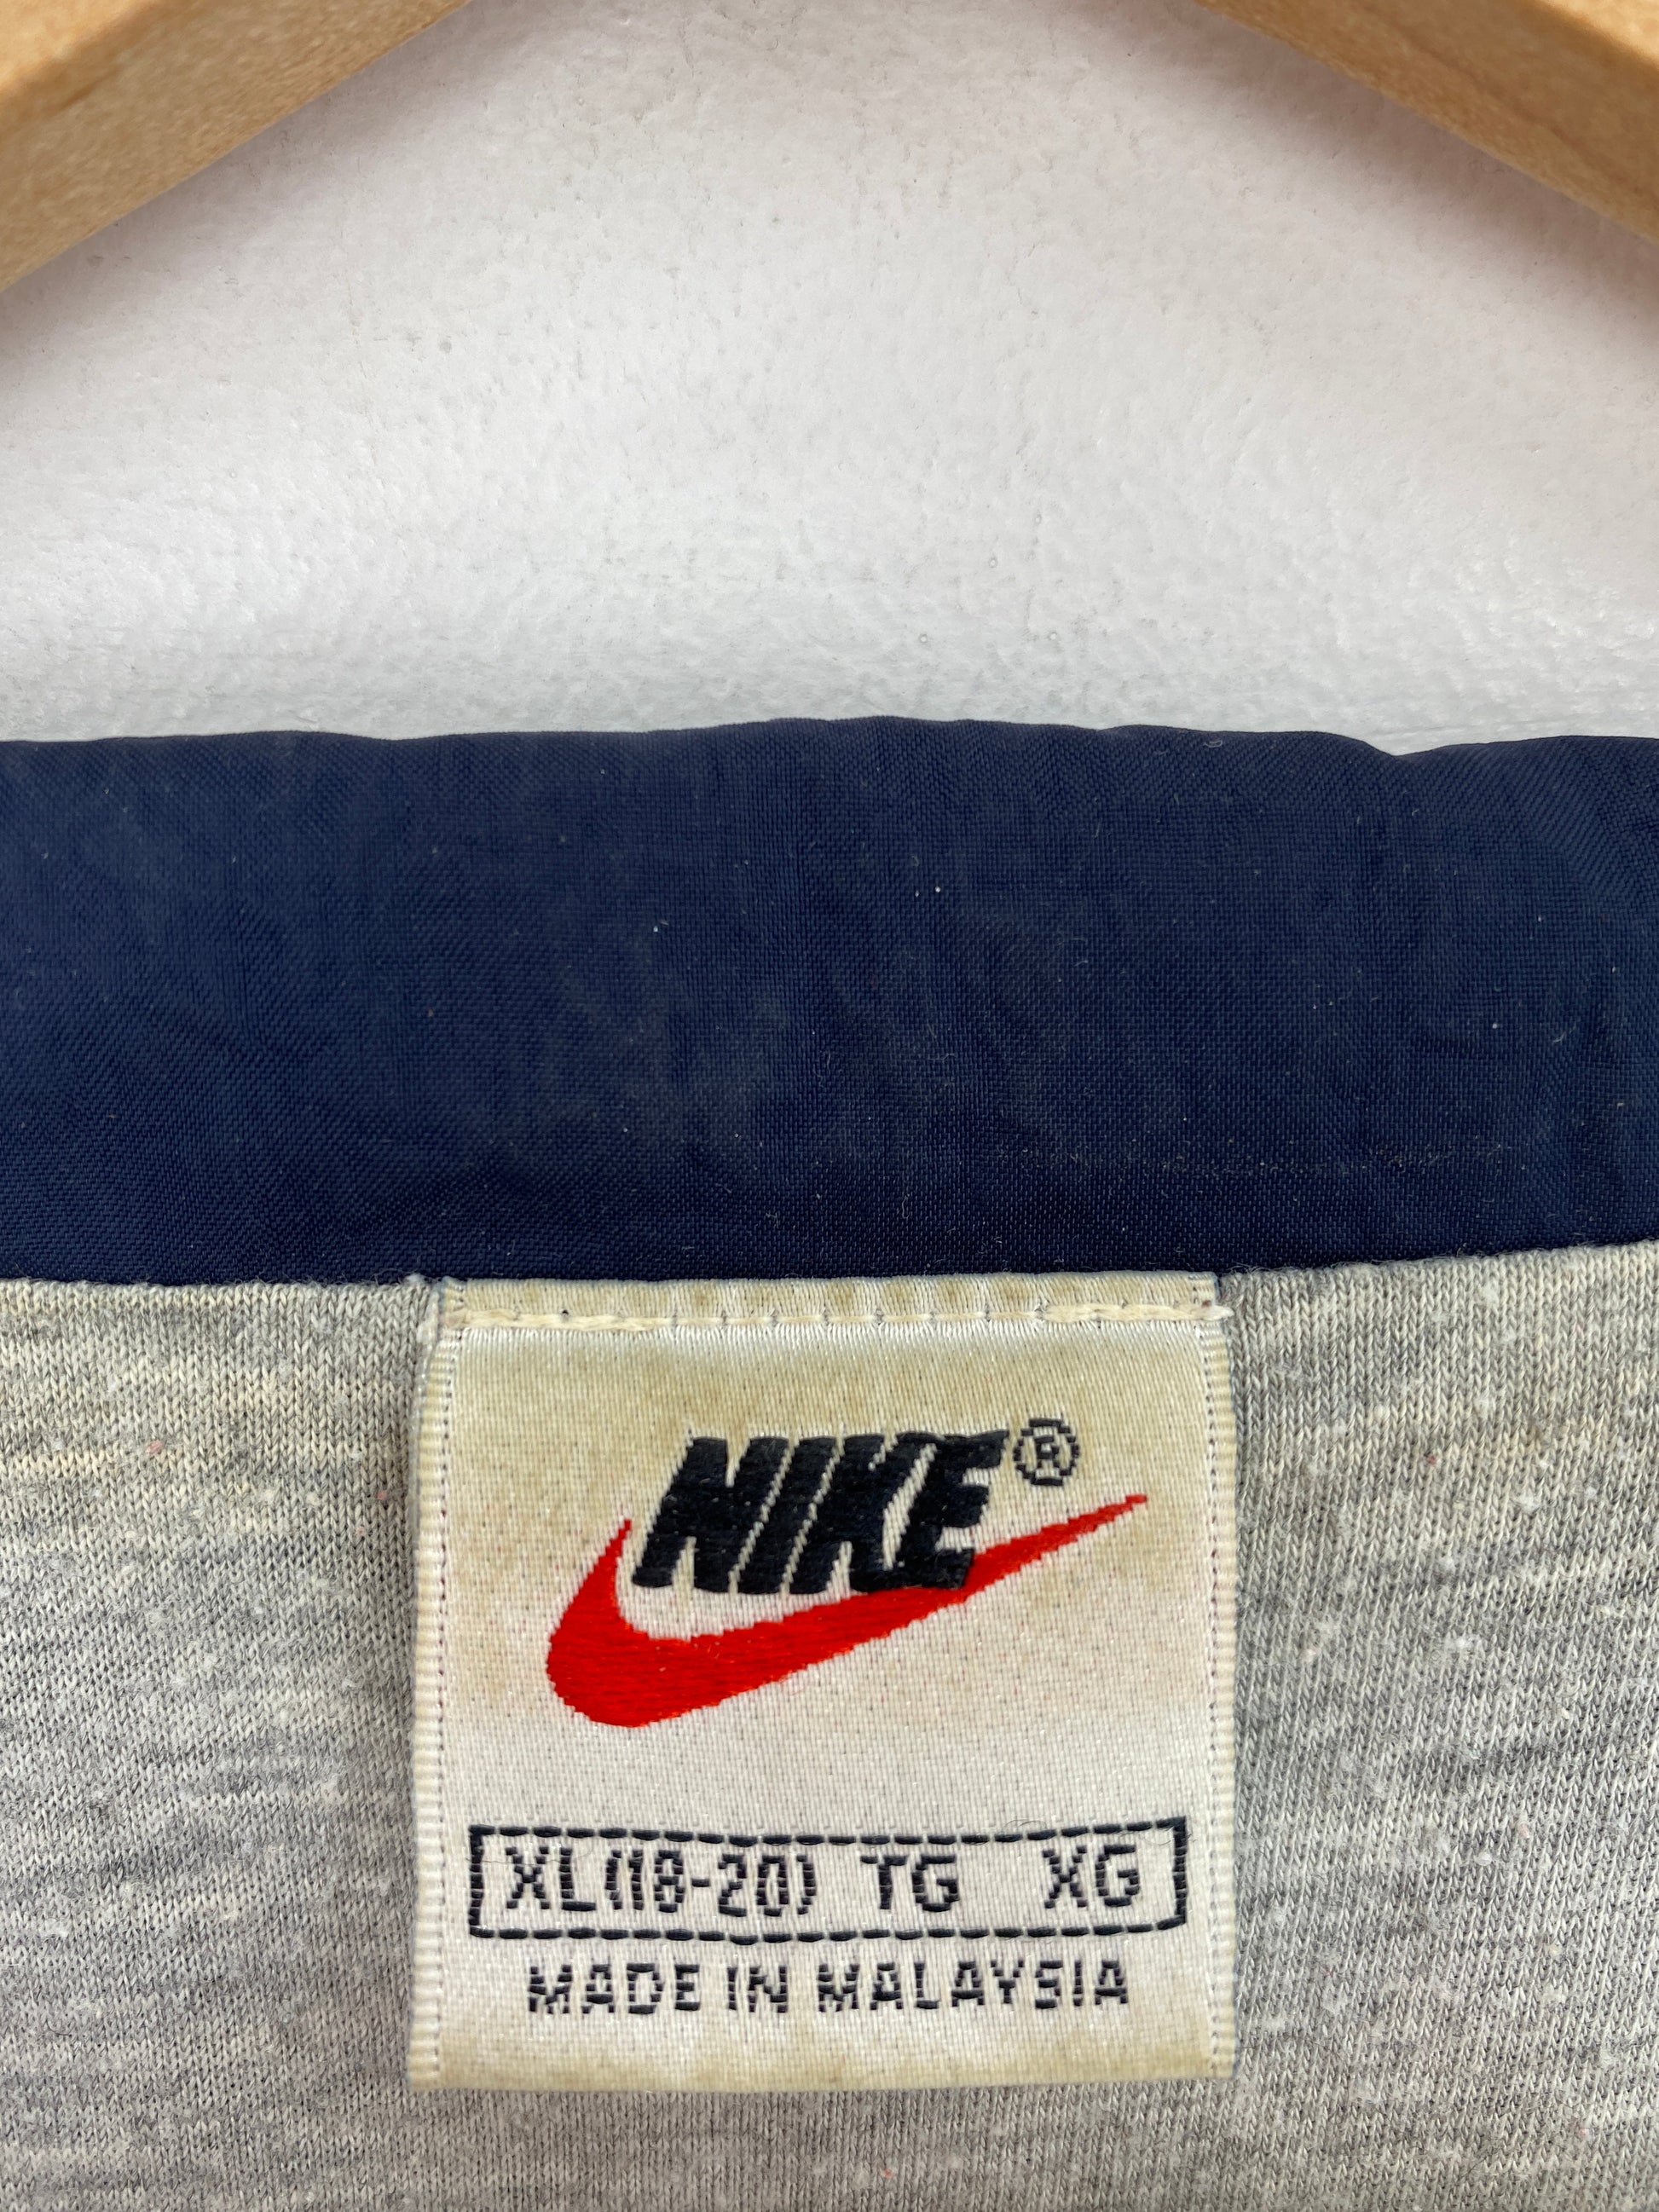 NIKE®
XL(18-20) TG XG
MADE IN MALAYSIA